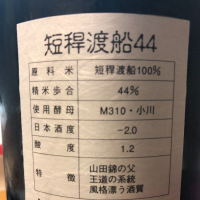 短稈渡船44
原料米 短稈渡船100%
精米歩合 44%
使用酵母 M310・小川
日本酒度 -2.0
酸度 1.2
特徴 山田錦の父
王道の系統
風格漂う酒質